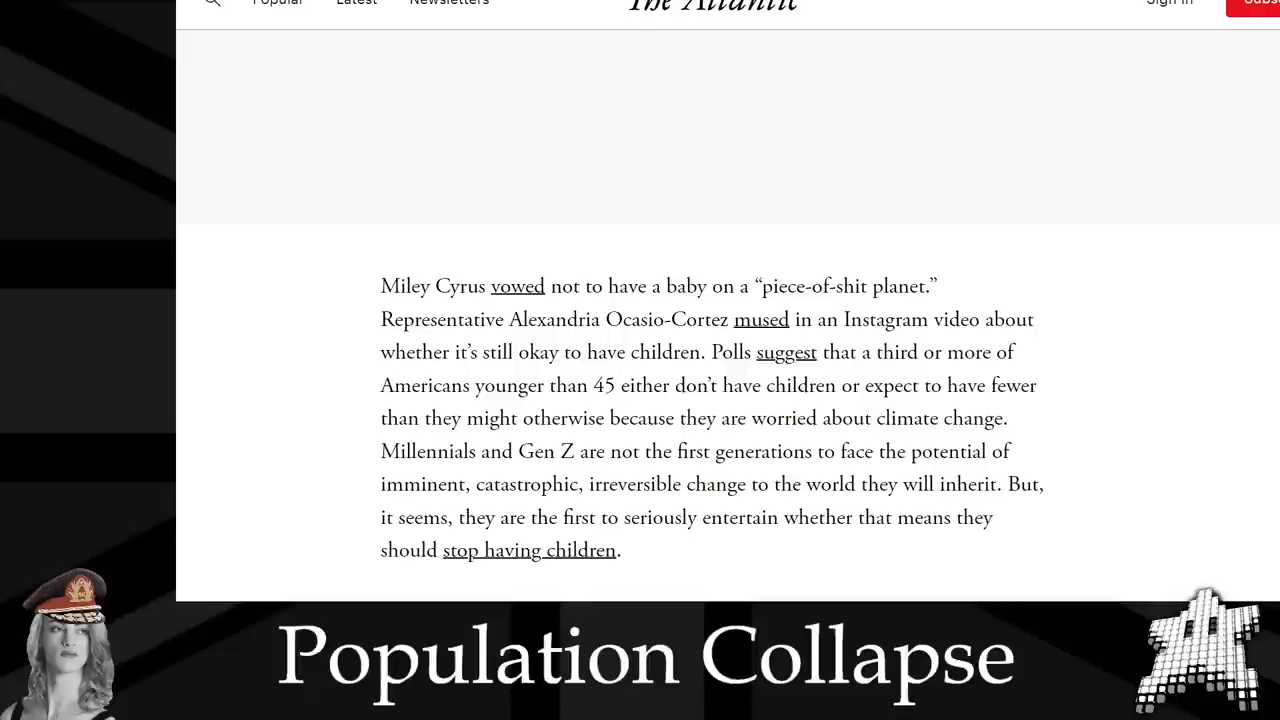 Popular Latest Newsletters The Atlantic Sign In Subs
Miley Cyrus vowed not to have a baby on a “piece-of-shit planet.”
Representative Alexandria Ocasio-Cortez mused in an Instagram video about
whether it’s still okay to have children. Polls suggest that a third or more of
Americans younger than 45 either don’t have children or expect to have fewer
than they might otherwise because they are worried about climate change.
Millennials and Gen Z are not the first generations to face the potential of
imminent, catastrophic, irreversible change to the world they will inherit. But,
it seems, they are the first to seriously entertain whether that means they
should stop having children.
Population Collapse